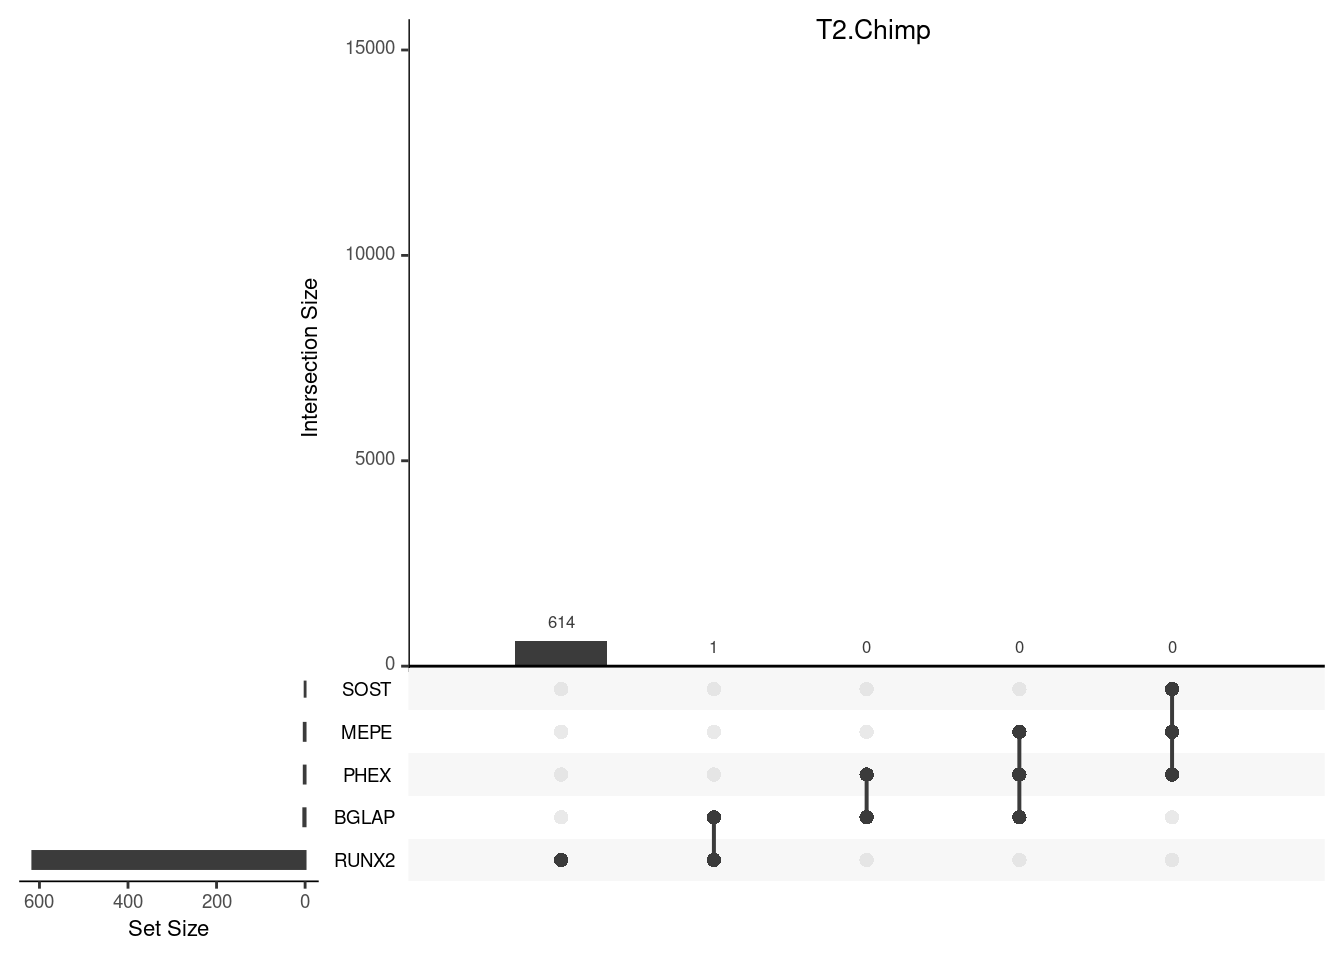 T2.Chimp
15000
10000
5000
0
Intersection Size
614 1 0 0 0
SOST
MEPE
PHEX
BGLAP
RUNX2
600 400 200 0
Set Size